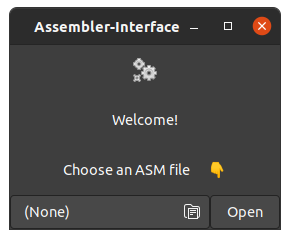 Assembler-Interface
Welcome!
Choose an ASM file 👇
(None) Open